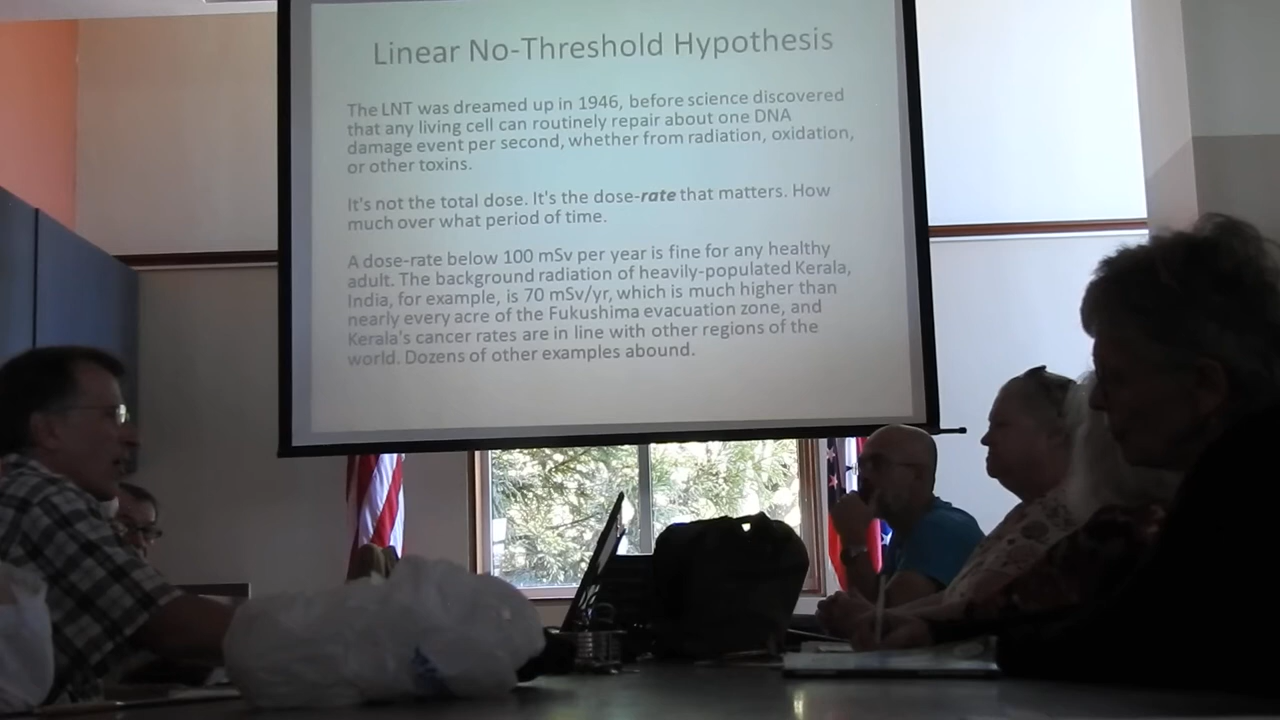 Linear No-Threshold Hypothesis
The LNT was dreamed up in 1946, before science discovered
that any living cell can routinely repair about one DNA
damage event per second, whether from radiation, oxidation,
or other toxins.
It's not the total dose. It's the dose-rate that matters. How
much over what period of time.
A dose-rate below 100 mSv per year is fine for any healthy
adult. The background radiation of heavily-populated Kerala,
India, for example, is 70 mSv/yr, which is much higher than
nearly every acre of the Fukushima evacuation zone, and
Kerala's cancer rates are in line with other regions of the
world. Dozens of other examples abound.